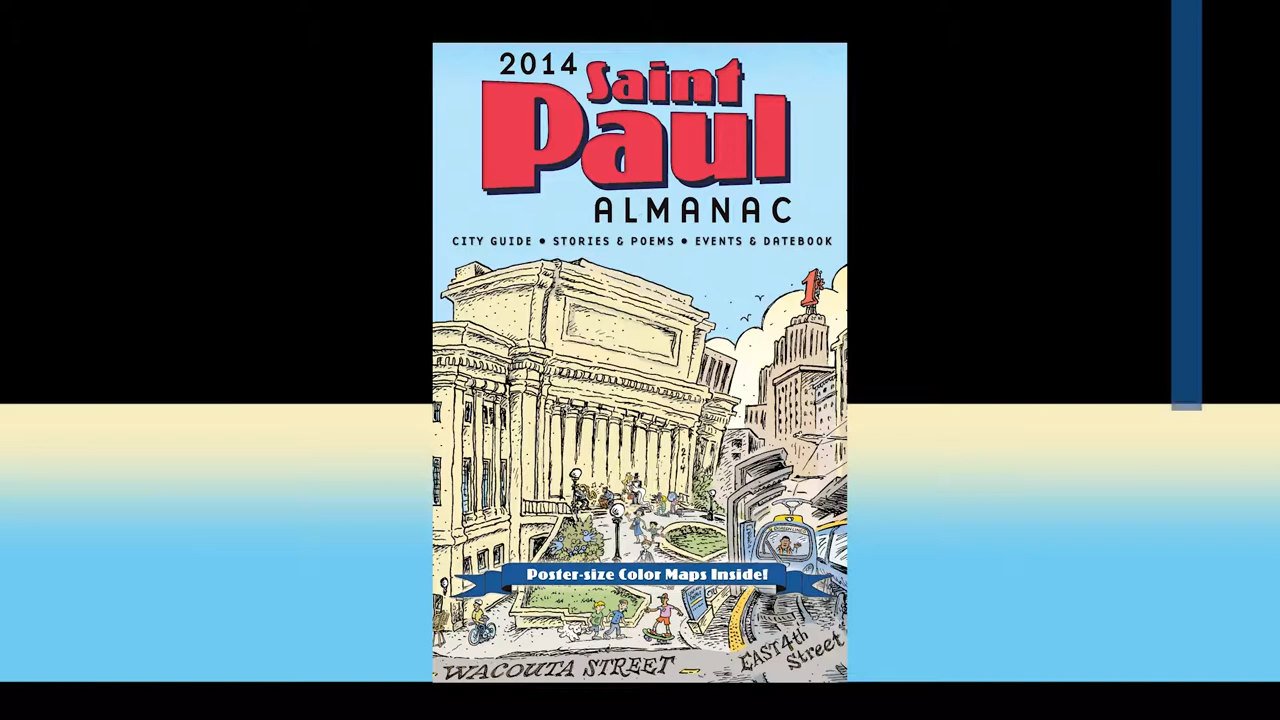 2014
Saint
Paul
ALMANAC
CITY GUIDE • STORIES & POEMS • EVENTS & DATEBOOK
1st
Poster-size Color Maps Inside!
WACOUTA STREET
EAST 4th
Street